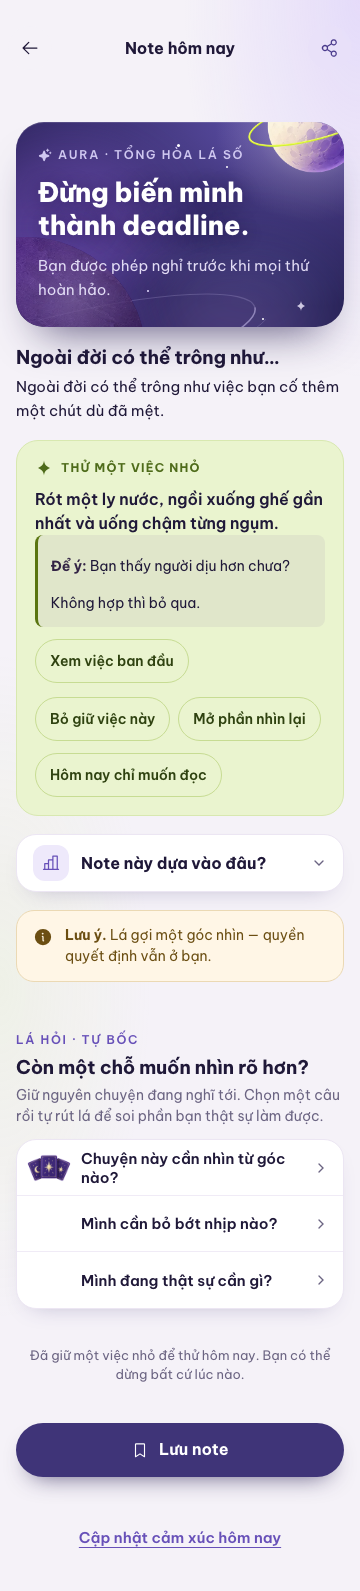 Note hôm nay
AURA · TỔNG HÒA LÁ SỐ
Đừng biến mình
thành deadline.
Bạn được phép nghỉ trước khi mọi thứ
hoàn hảo.
Ngoài đời có thể trông như...
Ngoài đời có thể trông như việc bạn cố thêm
một chút dù đã mệt.
THỬ MỘT VIỆC NHỎ
Rót một ly nước, ngồi xuống ghế gần
nhất và uống chậm từng ngụm.
Để ý: Bạn thấy người dịu hơn chưa?
Không hợp thì bỏ qua.
Xem việc ban đầu
Bỏ giữ việc này
Mở phần nhìn lại
Hôm nay chỉ muốn đọc
Note này dựa vào đâu?
Lưu ý. Lá gợi một góc nhìn — quyền
quyết định vẫn ở bạn.
LÁ HỎI · TỰ BỐC
Còn một chỗ muốn nhìn rõ hơn?
Giữ nguyên chuyện đang nghĩ tới. Chọn một câu
rồi tự rút lá để soi phần bạn thật sự làm được.
Chuyện này cần nhìn từ góc
nào?
Mình cần bỏ bớt nhịp nào?
Mình đang thật sự cần gì?
Đã giữ một việc nhỏ để thử hôm nay. Bạn có thể
dừng bất cứ lúc nào.
Lưu note
Cập nhật cảm xúc hôm nay